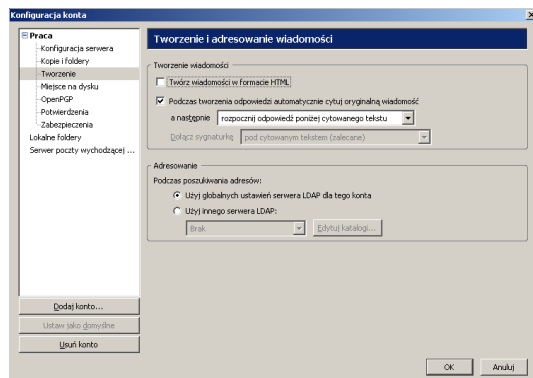 Konfiguracja konta
Praca
Konfiguracja serwera
Kopie i foldery
Tworzenie
Miejsce na dysku
OpenPGP
Potwierdzenia
Zabezpieczenia
Lokalne foldery
Serwer poczty wychodzącej ...
Dodaj konto...
Ustaw jako domyślne
Usuń konto
Tworzenie i adresowanie wiadomości
Tworzenie wiadomości
Twórz wiadomości w formacie HTML
Podczas tworzenia odpowiedzi automatycznie cytuj oryginalną wiadomość
a następnie rozpocznij odpowiedź poniżej cytowanego tekstu
Dołącz sygnaturkę pod cytowanym tekstem (zalecane)
Adresowanie
Podczas poszukiwania adresów:
Użyj globalnych ustawień serwera LDAP dla tego konta
Użyj innego serwera LDAP:
Brak Edytuj katalogi...
OK Anuluj